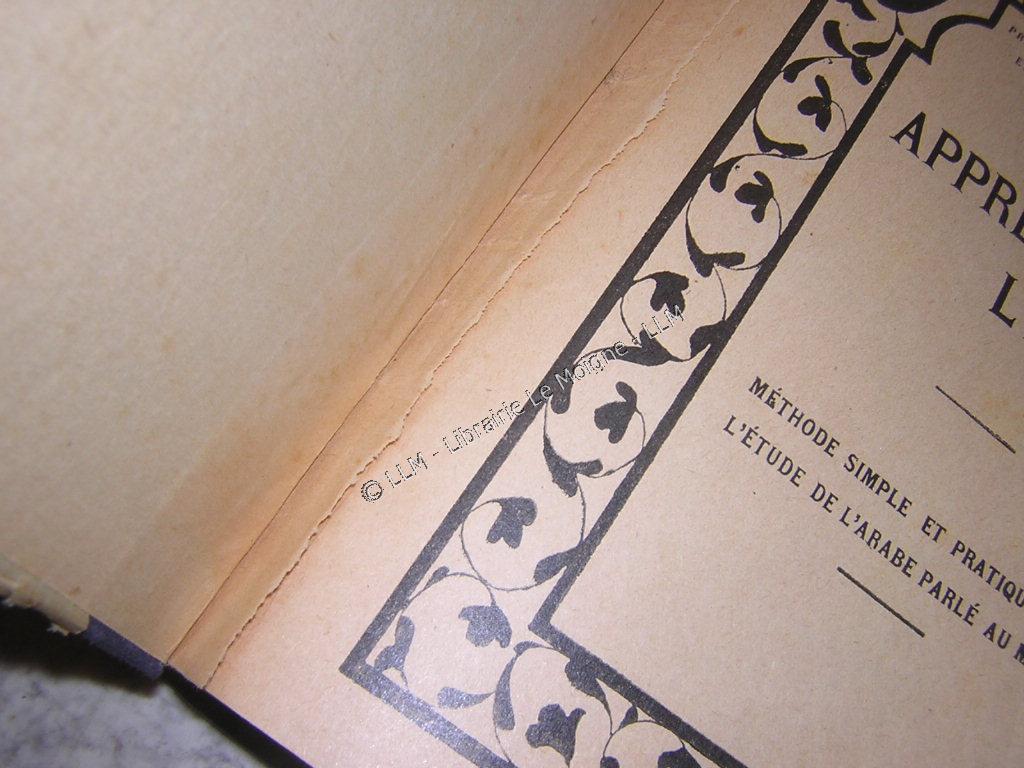 APPRE
L
MÉTHODE SIMPLE ET PRATIQU
L'ÉTUDE DE L'ARABE PARLÉ AU M
© LLM - Librairie Le Moigne - LLM